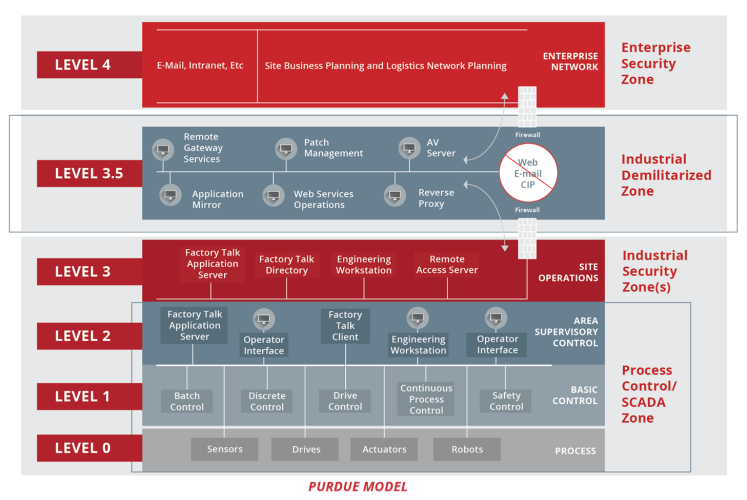 LEVEL 4
E-Mail, Intranet, Etc
Site Business Planning and Logistics Network Planning
ENTERPRISE
NETWORK
Enterprise
Security
Zone
Firewall
LEVEL 3.5
Remote
Gateway
Services
Patch
Management
AV
Server
Application
Mirror
Web Services
Operations
Reverse
Proxy
Web
E-mail
CIP
Firewall
Industrial
Demilitarized
Zone
LEVEL 3
Factory Talk
Application
Server
Factory Talk
Directory
Engineering
Workstation
Remote
Access Server
SITE
OPERATIONS
Industrial
Security
Zone(s)
LEVEL 2
Factory Talk
Application
Server
Operator
Interface
Factory
Talk
Client
Engineering
Workstation
Operator
Interface
AREA
SUPERVISORY
CONTROL
LEVEL 1
Batch
Control
Discrete
Control
Drive
Control
Continuous
Process
Control
Safety
Control
BASIC
CONTROL
Process
Control/
SCADA
Zone
LEVEL 0
Sensors
Drives
Actuators
Robots
PROCESS
PURDUE MODEL